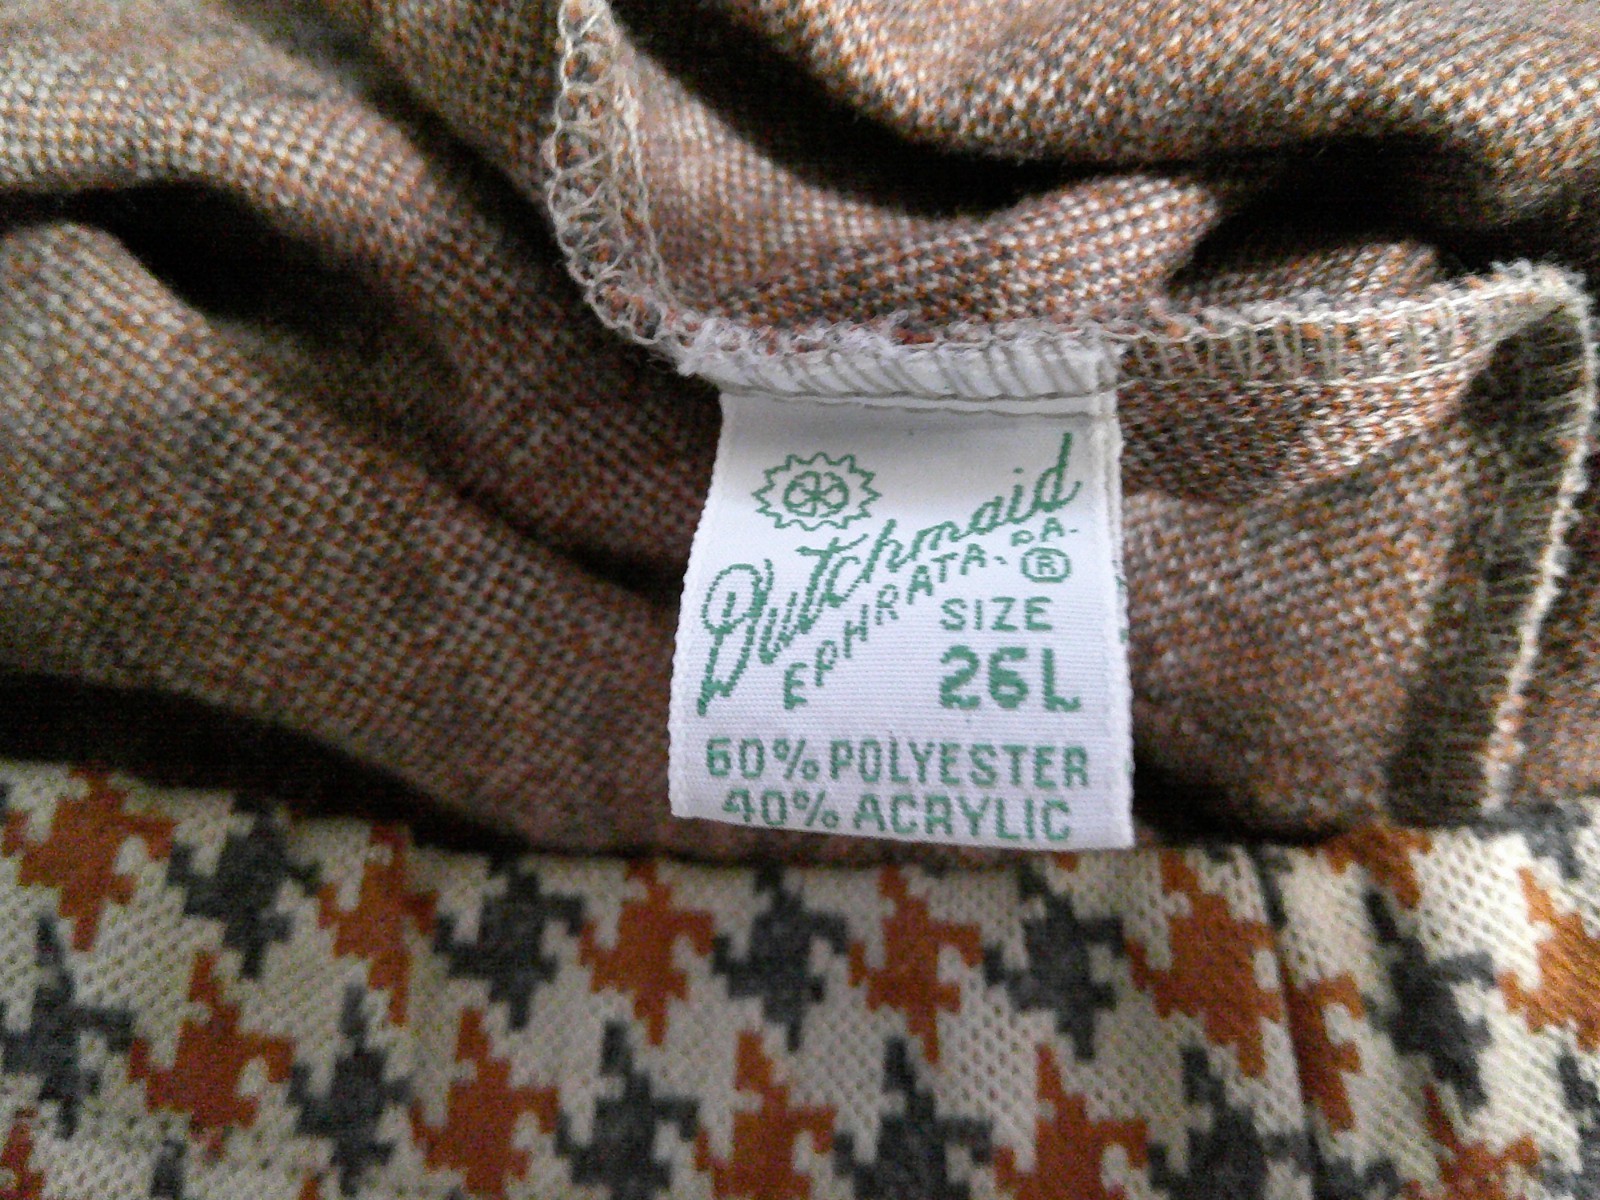 Dutchmaid
EPHRATA. PA.
®
SIZE
26L
60% POLYESTER
40% ACRYLIC